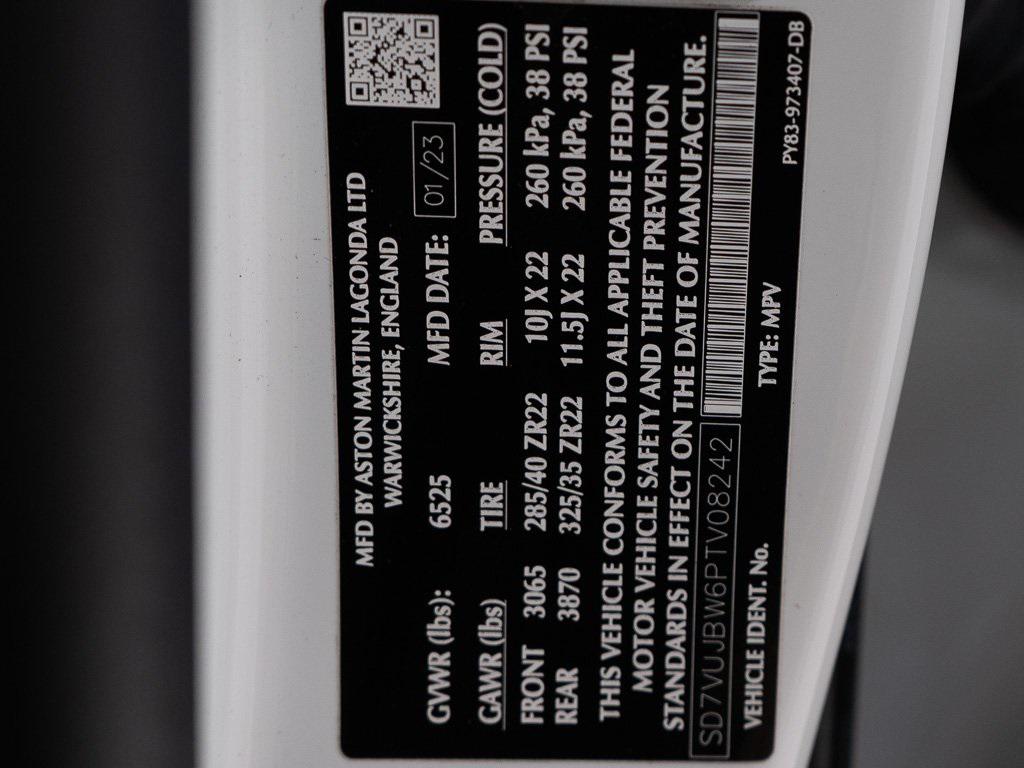 MFD BY ASTON MARTIN LAGONDA LTD
WARWICKSHIRE, ENGLAND
GVWR (lbs): 6525 MFD DATE: 01/23
GAWR (lbs) TIRE RIM PRESSURE (COLD)
FRONT 3065 285/40 ZR22 10J X 22 260 kPa, 38 PSI
REAR 3870 325/35 ZR22 11.5J X 22 260 kPa, 38 PSI
THIS VEHICLE CONFORMS TO ALL APPLICABLE FEDERAL
MOTOR VEHICLE SAFETY AND THEFT PREVENTION
STANDARDS IN EFFECT ON THE DATE OF MANUFACTURE.
SD7VUJBW6PTV08242
VEHICLE IDENT. No. TYPE: MPV
PY83-973407-DB